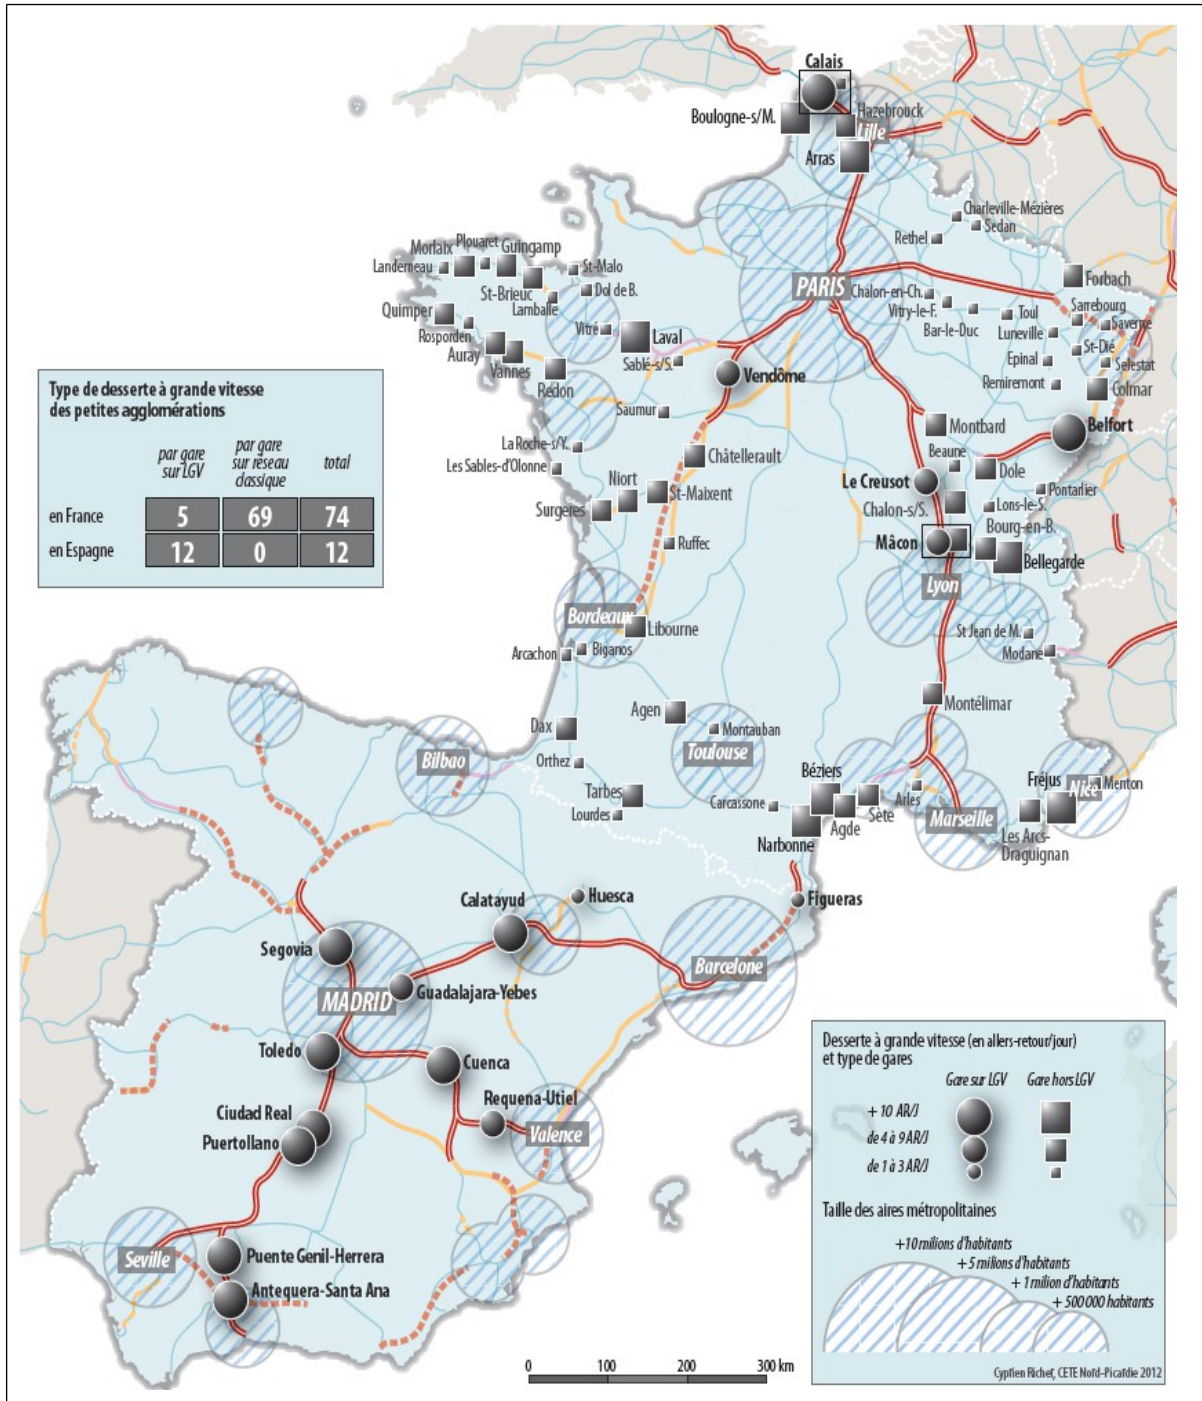 Calais
Boulogne-s/M.
Hazebrouck
Lille
Arras
Charleville-Mézières
Sedan
Rethel
Morlaix
Plouaret
Guingamp
Landerneau
St-Malo
St-Brieuc
Dol de B.
Lamballe
Quimper
Rosporden
Auray
Vannes
Redon
Vitré
Laval
Sablé-s/S.
PARIS
Chalon-en-Ch.
Vitry-le-F.
Bar-le-Duc
Toul
Luneville
Forbach
Sarrebourg
Saverne
St-Dié
Selestat
Epinal
Remiremont
Colmar
Vendôme
Saumur
Type de desserte à grande vitesse
des petites agglomérations
par gare
sur LGV
par gare
sur réseau
classique
total
en France 5 69 74
en Espagne 12 0 12
La Roche-s/Y.
Les Sables-d'Olonne
Châtellerault
Niort
St-Maixent
Surgeres
Ruffec
Montbard
Belfort
Beaune
Dole
Le Creusot
Chalon-s/S.
Pontarlier
Lons-le-S.
Bourg-en-B.
Mâcon
Bellegarde
Lyon
St Jean de M.
Modane
Bordeaux
Libourne
Arcachon
Biganos
Montélimar
Agen
Montauban
Dax
Toulouse
Orthez
Bilbao
Tarbes
Lourdes
Béziers
Carcassone
Narbonne
Agde
Sète
Arles
Marseille
Fréjus
Nice
Menton
Les Arcs-
Draguignan
Huesca
Figueras
Calatayud
Segovia
Barcelone
MADRID
Guadalajara-Yebes
Toledo
Cuenca
Ciudad Real
Puertollano
Requena-Utiel
Valence
Seville
Puente Genil-Herrera
Antequera-Santa Ana
Desserte à grande vitesse (en allers-retour/jour)
et type de gares
Gare sur LGV Gare hors LGV
+ 10 AR/J
de 4 à 9 AR/J
de 1 à 3 AR/J
Taille des aires métropolitaines
+10 milions d'habitants
+ 5 milions d'habitants
+ 1 milion d'habitants
+ 500 000 habitants
Cyprien Richer, CETE Nord-Picardie 2012
0 100 200 300 km